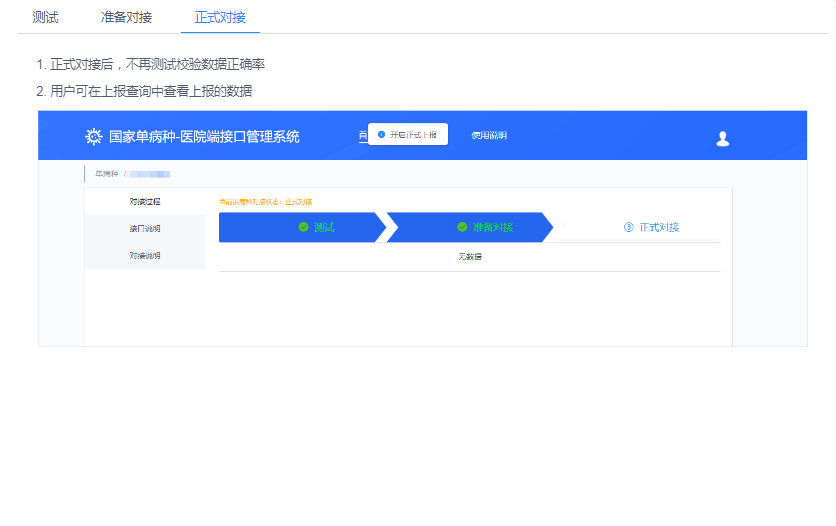 测试 准备对接 正式对接
1. 正式对接后，不再测试校验数据正确率
2. 用户可在上报查询中查看上报的数据
国家单病种-医院端接口管理系统 首 开启正式上报 使用说明
单病种 /
对接过程
当前该病种对接状态：正式对接
接口说明
测试 准备对接 3 正式对接
对接说明
无数据